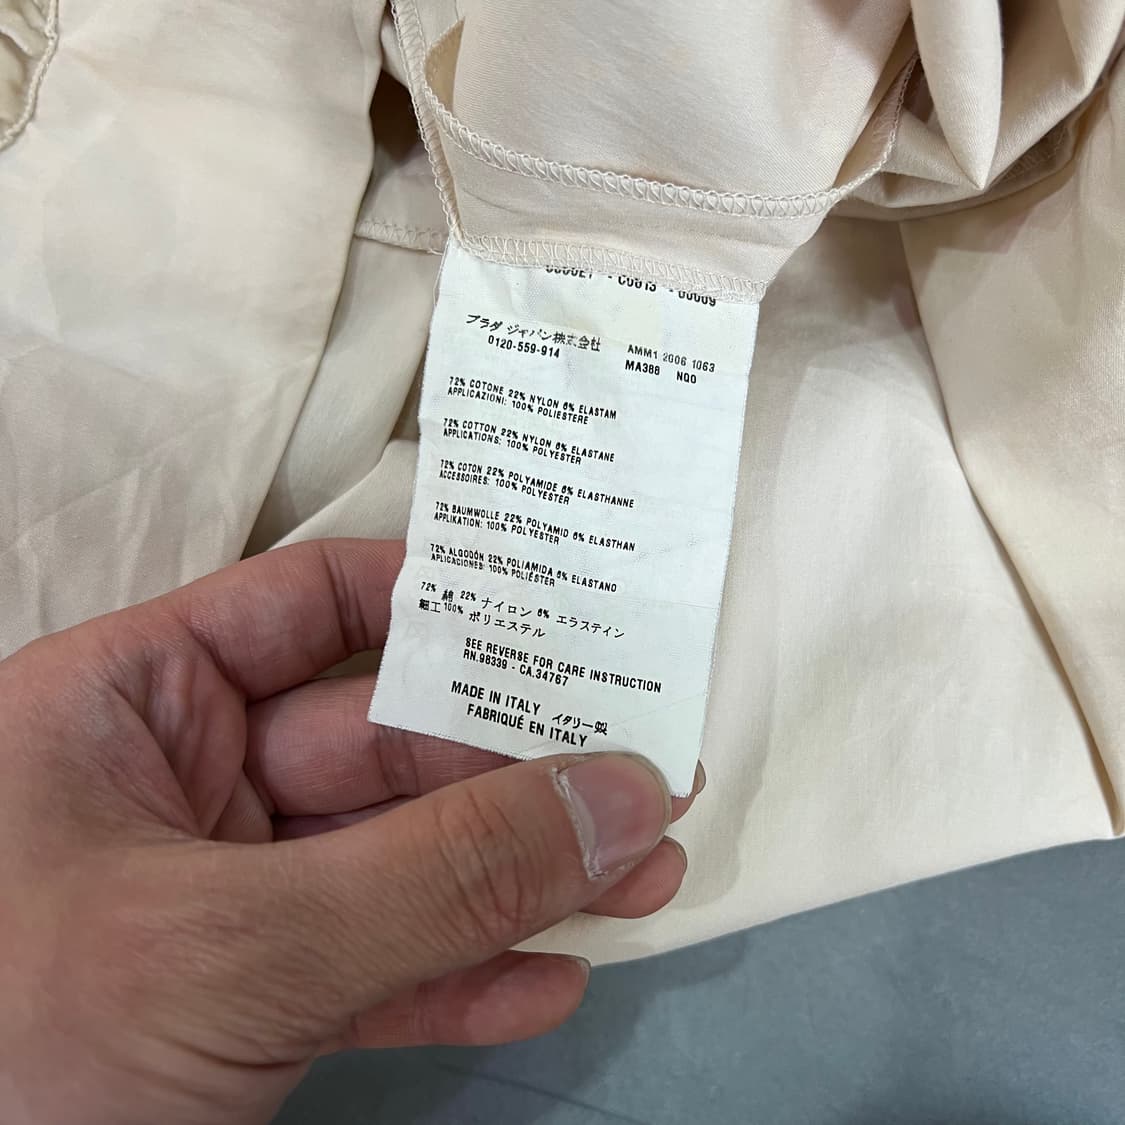 プラダ ジャパン株式会社
0120-559-914
AMM1 2006 1063
MA388 NQO
72% COTONE 22% NYLON 6% ELASTAM
APPLICAZIONI: 100% POLIESTERE
72% COTTON 22% NYLON 6% ELASTANE
APPLICATIONS: 100% POLYESTER
72% COTON 22% POLYAMIDE 6% ELASTHANNE
ACCESSOIRES: 100% POLYESTER
72% BAUMWOLLE 22% POLYAMID 6% ELASTHAN
APPLIKATION: 100% POLYESTER
72% ALGODÓN 22% POLIAMIDA 6% ELASTANO
APLICACIONES: 100% POLIÉSTER
72% 綿 22% ナイロン 6% エラステイン
細工 100% ポリエステル
SEE REVERSE FOR CARE INSTRUCTION
RN.98339 - CA.34767
MADE IN ITALY イタリー製
FABRIQUÉ EN ITALY